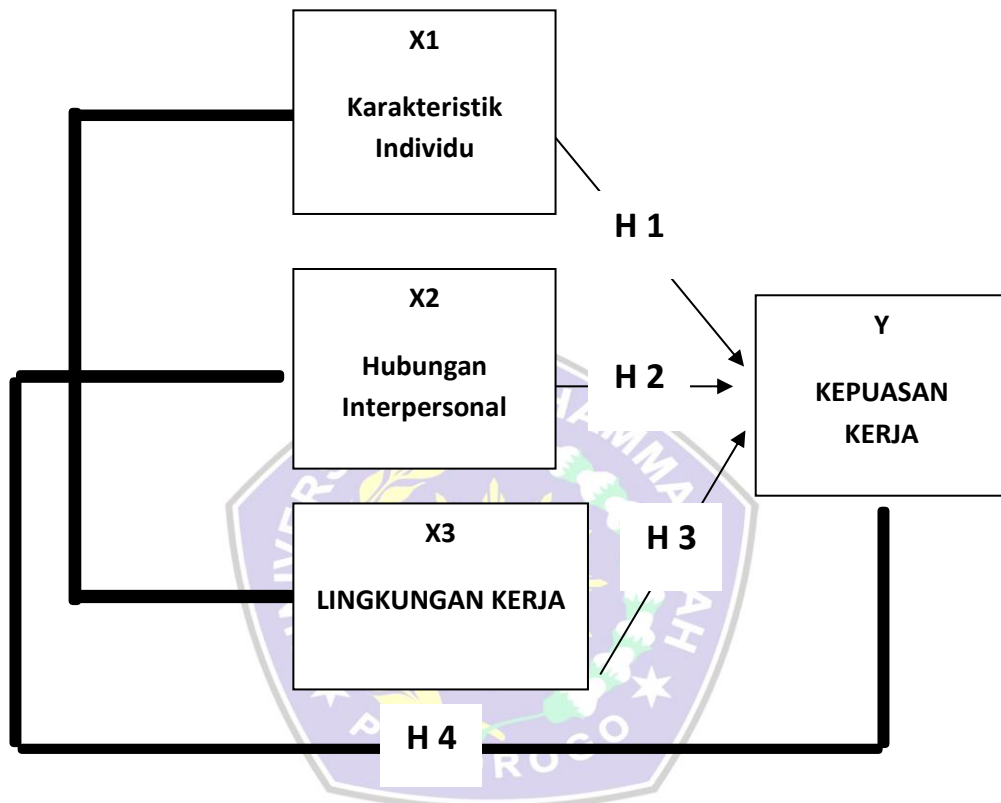 X1
Karakteristik
Individu
H 1
X2
Hubungan
Interpersonal
H 2
Y
KEPUASAN
KERJA
X3
LINGKUNGAN KERJA
H 3
H 4